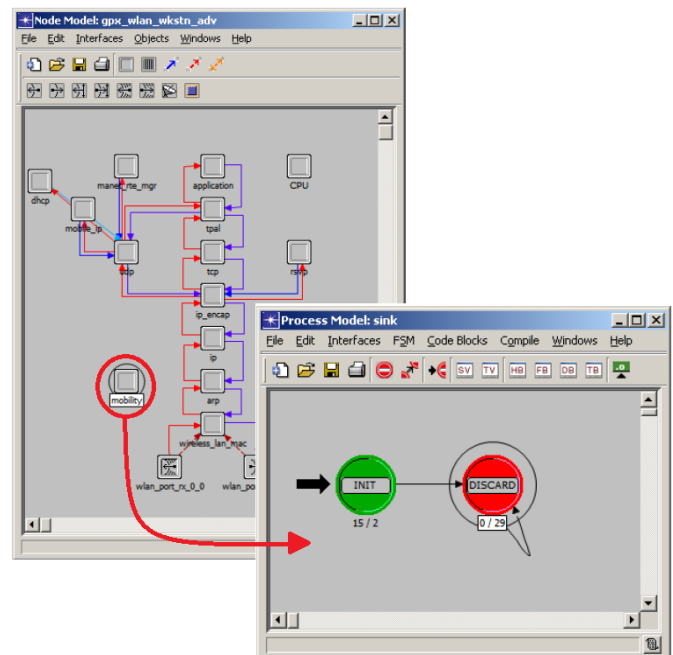 Node Model: gpx_wlan_wkstn_adv
File Edit Interfaces Objects Windows Help
dhcp
manet_rte_mgr
application
CPU
mobile_ip
tpal
udp
tcp
rsvp
ip_encap
ip
mobility
arp
wireless_lan_mac
wlan_port_rx_0_0
wlan_po
Process Model: sink
File Edit Interfaces FSM Code Blocks Compile Windows Help
SV TV HB FB DB TB .0
INIT
DISCARD
15 / 2
0 / 29